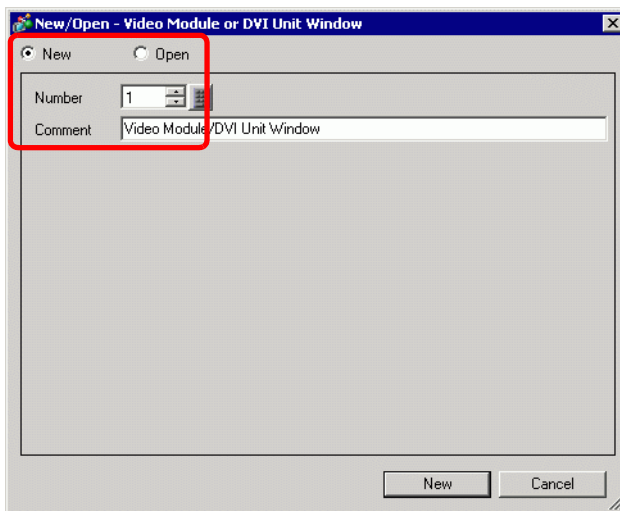 New/Open - Video Module or DVI Unit Window
New Open
Number 1
Comment Video Module/DVI Unit Window
New Cancel